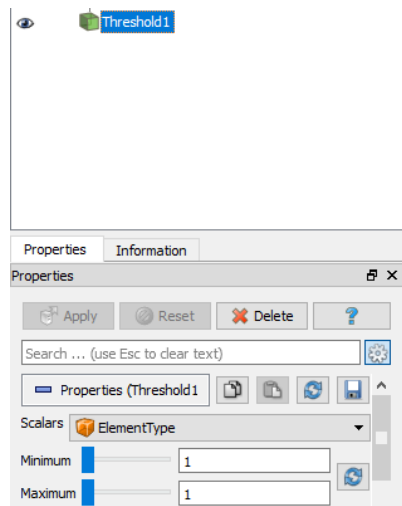 Threshold1
Properties Information
Properties
Apply Reset Delete ?
Search ... (use Esc to clear text)
Properties (Threshold1
Scalars ElementType
Minimum 1
Maximum 1